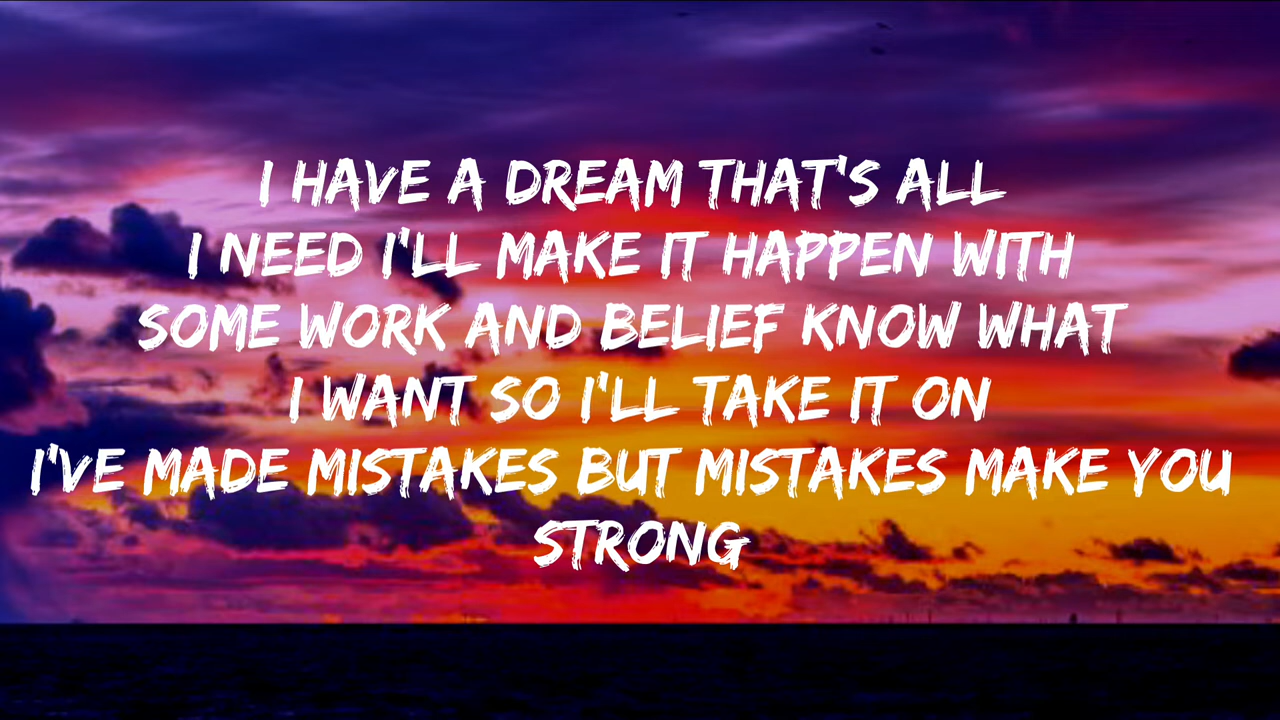 I HAVE A DREAM THAT'S ALL
I NEED I'LL MAKE IT HAPPEN WITH
SOME WORK AND BELIEF KNOW WHAT
I WANT SO I'LL TAKE IT ON
I'VE MADE MISTAKES BUT MISTAKES MAKE YOU
STRONG